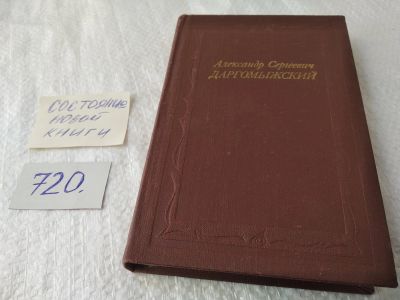 Александр Сергеевич
ДАРГОМЫЖСКИЙ
СОСТОЯНИЕ
НОВОЙ
КНИГИ
720.